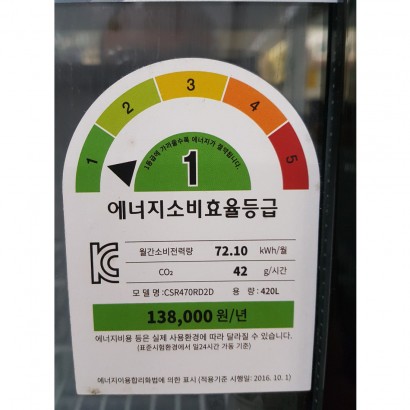 1 2 3 4 5
1등급에 가까울수록 에너지가 절약됩니다.
1
에너지소비효율등급
월간소비전력량 72.10 kWh/월
CO₂ 42 g/시간
모 델 명 :CSR470RD2D 용 량 : 420L
138,000 원/년
에너지비용 등은 실제 사용환경에 따라 달라질 수 있습니다.
(표준시험환경에서 일24시간 가동 기준)
에너지이용합리화법에 의한 표시 (적용기준 시행일: 2016. 10. 1)